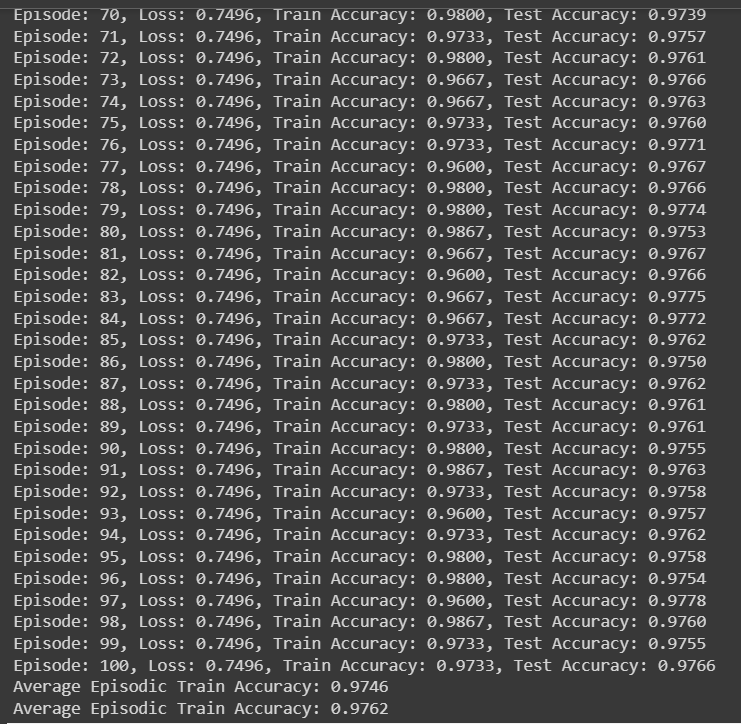 Episode: 70, Loss: 0.7496, Train Accuracy: 0.9800, Test Accuracy: 0.9739
Episode: 71, Loss: 0.7496, Train Accuracy: 0.9733, Test Accuracy: 0.9757
Episode: 72, Loss: 0.7496, Train Accuracy: 0.9800, Test Accuracy: 0.9761
Episode: 73, Loss: 0.7496, Train Accuracy: 0.9667, Test Accuracy: 0.9766
Episode: 74, Loss: 0.7496, Train Accuracy: 0.9667, Test Accuracy: 0.9763
Episode: 75, Loss: 0.7496, Train Accuracy: 0.9733, Test Accuracy: 0.9760
Episode: 76, Loss: 0.7496, Train Accuracy: 0.9733, Test Accuracy: 0.9771
Episode: 77, Loss: 0.7496, Train Accuracy: 0.9600, Test Accuracy: 0.9767
Episode: 78, Loss: 0.7496, Train Accuracy: 0.9800, Test Accuracy: 0.9766
Episode: 79, Loss: 0.7496, Train Accuracy: 0.9800, Test Accuracy: 0.9774
Episode: 80, Loss: 0.7496, Train Accuracy: 0.9867, Test Accuracy: 0.9753
Episode: 81, Loss: 0.7496, Train Accuracy: 0.9667, Test Accuracy: 0.9767
Episode: 82, Loss: 0.7496, Train Accuracy: 0.9600, Test Accuracy: 0.9766
Episode: 83, Loss: 0.7496, Train Accuracy: 0.9667, Test Accuracy: 0.9775
Episode: 84, Loss: 0.7496, Train Accuracy: 0.9667, Test Accuracy: 0.9772
Episode: 85, Loss: 0.7496, Train Accuracy: 0.9733, Test Accuracy: 0.9762
Episode: 86, Loss: 0.7496, Train Accuracy: 0.9800, Test Accuracy: 0.9750
Episode: 87, Loss: 0.7496, Train Accuracy: 0.9733, Test Accuracy: 0.9762
Episode: 88, Loss: 0.7496, Train Accuracy: 0.9800, Test Accuracy: 0.9761
Episode: 89, Loss: 0.7496, Train Accuracy: 0.9733, Test Accuracy: 0.9761
Episode: 90, Loss: 0.7496, Train Accuracy: 0.9800, Test Accuracy: 0.9755
Episode: 91, Loss: 0.7496, Train Accuracy: 0.9867, Test Accuracy: 0.9763
Episode: 92, Loss: 0.7496, Train Accuracy: 0.9733, Test Accuracy: 0.9758
Episode: 93, Loss: 0.7496, Train Accuracy: 0.9600, Test Accuracy: 0.9757
Episode: 94, Loss: 0.7496, Train Accuracy: 0.9733, Test Accuracy: 0.9762
Episode: 95, Loss: 0.7496, Train Accuracy: 0.9800, Test Accuracy: 0.9758
Episode: 96, Loss: 0.7496, Train Accuracy: 0.9800, Test Accuracy: 0.9754
Episode: 97, Loss: 0.7496, Train Accuracy: 0.9600, Test Accuracy: 0.9778
Episode: 98, Loss: 0.7496, Train Accuracy: 0.9867, Test Accuracy: 0.9760
Episode: 99, Loss: 0.7496, Train Accuracy: 0.9733, Test Accuracy: 0.9755
Episode: 100, Loss: 0.7496, Train Accuracy: 0.9733, Test Accuracy: 0.9766
Average Episodic Train Accuracy: 0.9746
Average Episodic Test Accuracy: 0.9762